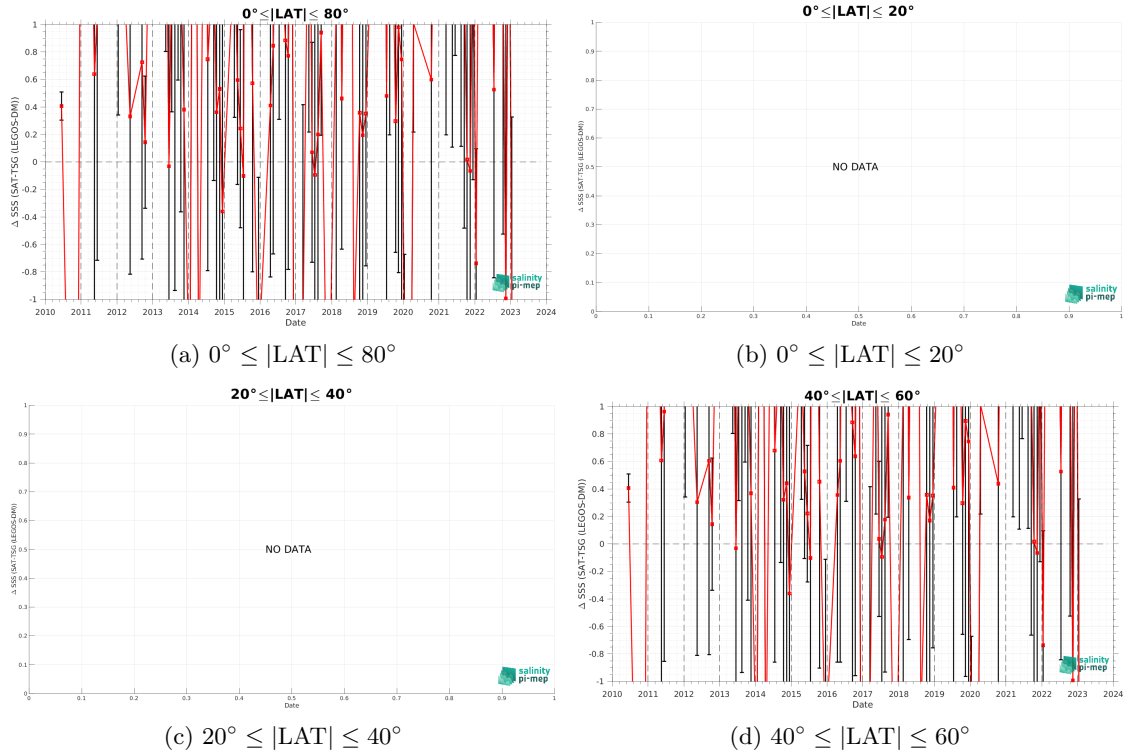 0°≤|LAT|≤ 80°
Δ SSS (SAT-TSG (LEGOS-DM))
1
0.8
0.6
0.4
0.2
0
-0.2
-0.4
-0.6
-0.8
-1
2010 2011 2012 2013 2014 2015 2016 2017 2018 2019 2020 2021 2022 2023 2024
Date
salinity
pi-mep
(a) 0° ≤ |LAT| ≤ 80°
0°≤|LAT|≤ 20°
Δ SSS (SAT-TSG (LEGOS-DM))
1
0.9
0.8
0.7
0.6
0.5
0.4
0.3
0.2
0.1
0
NO DATA
0 0.1 0.2 0.3 0.4 0.5 0.6 0.7 0.8 0.9 1
Date
salinity
pi-mep
(b) 0° ≤ |LAT| ≤ 20°
20°≤|LAT|≤ 40°
Δ SSS (SAT-TSG (LEGOS-DM))
1
0.9
0.8
0.7
0.6
0.5
0.4
0.3
0.2
0.1
0
NO DATA
0 0.1 0.2 0.3 0.4 0.5 0.6 0.7 0.8 0.9 1
Date
salinity
pi-mep
(c) 20° ≤ |LAT| ≤ 40°
40°≤|LAT|≤ 60°
Δ SSS (SAT-TSG (LEGOS-DM))
1
0.8
0.6
0.4
0.2
0
-0.2
-0.4
-0.6
-0.8
-1
2010 2011 2012 2013 2014 2015 2016 2017 2018 2019 2020 2021 2022 2023 2024
Date
salinity
pi-mep
(d) 40° ≤ |LAT| ≤ 60°